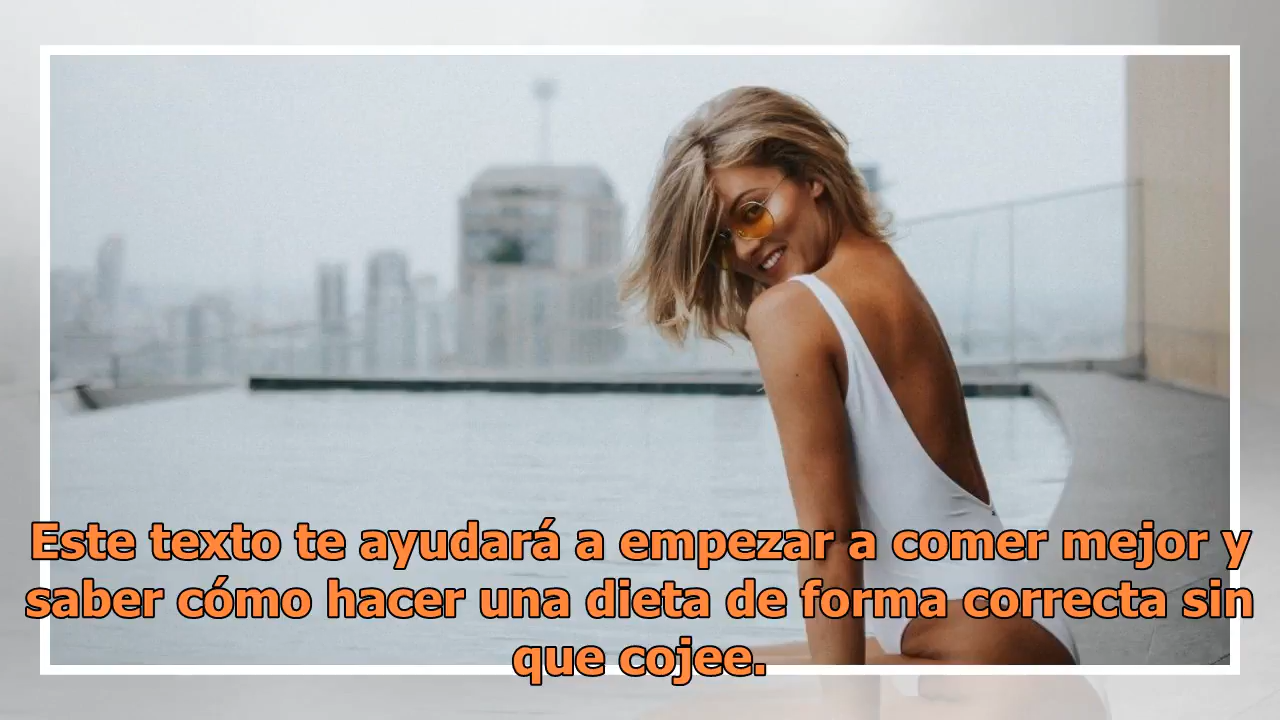 Este texto te ayudará a empezar a comer mejor y
saber cómo hacer una dieta de forma correcta sin
que cojee.